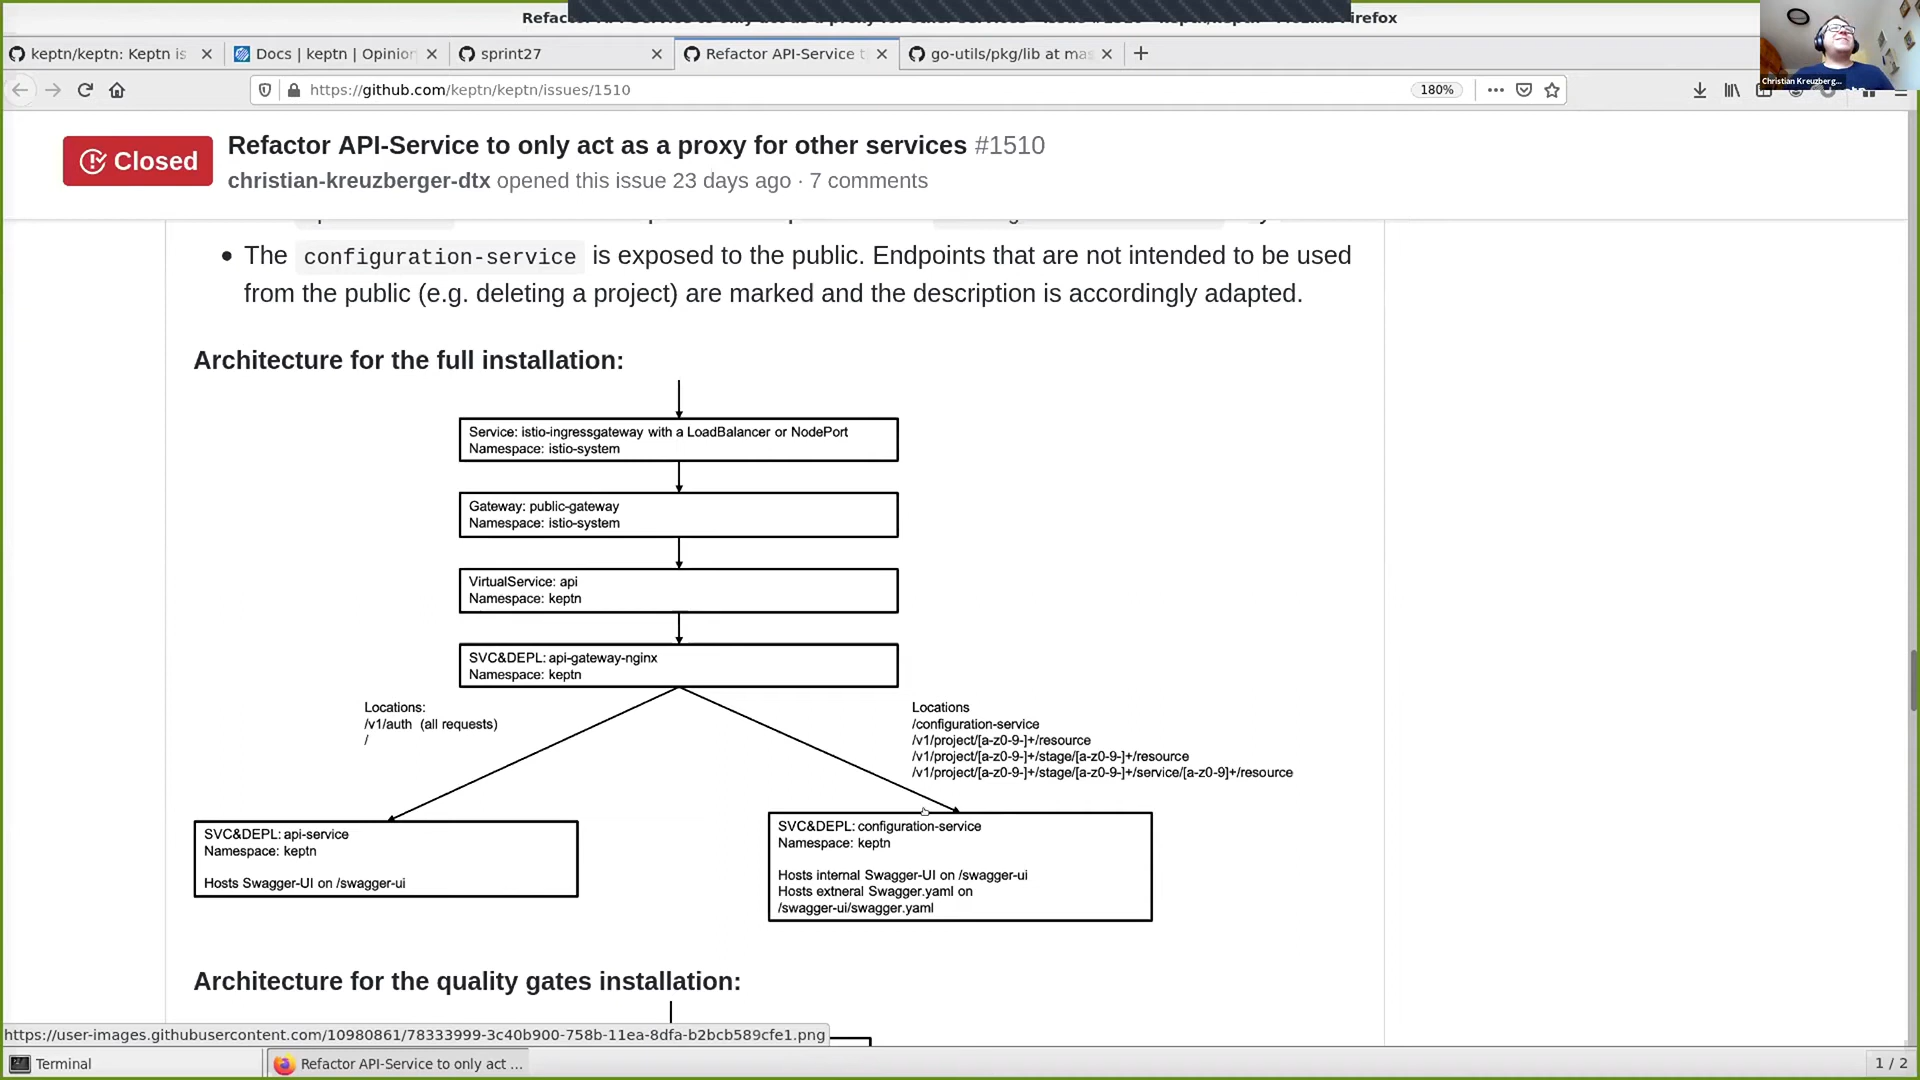 Firefox
keptn/keptn: Keptn is
Docs | keptn | Opinion
sprint27
Refactor API-Service t
go-utils/pkg/lib at mas
https://github.com/keptn/keptn/issues/1510
180%
Christian Kreuzberg...
Closed
Refactor API-Service to only act as a proxy for other services #1510
christian-kreuzberger-dtx opened this issue 23 days ago · 7 comments
• The configuration-service is exposed to the public. Endpoints that are not intended to be used
from the public (e.g. deleting a project) are marked and the description is accordingly adapted.
Architecture for the full installation:
Service: istio-ingressgateway with a LoadBalancer or NodePort
Namespace: istio-system
Gateway: public-gateway
Namespace: istio-system
VirtualService: api
Namespace: keptn
SVC&DEPL: api-gateway-nginx
Namespace: keptn
Locations:
/v1/auth (all requests)
/
Locations
/configuration-service
/v1/project/[a-z0-9-]+/resource
/v1/project/[a-z0-9-]+/stage/[a-z0-9-]+/resource
/v1/project/[a-z0-9-]+/stage/[a-z0-9-]+/service/[a-z0-9]+/resource
SVC&DEPL: api-service
Namespace: keptn
Hosts Swagger-UI on /swagger-ui
SVC&DEPL: configuration-service
Namespace: keptn
Hosts internal Swagger-UI on /swagger-ui
Hosts extneral Swagger.yaml on
/swagger-ui/swagger.yaml
Architecture for the quality gates installation:
https://user-images.githubusercontent.com/10980861/78333999-3c40b900-758b-11ea-8dfa-b2bcb589cfe1.png
Terminal
Refactor API-Service to only act ...
1 / 2